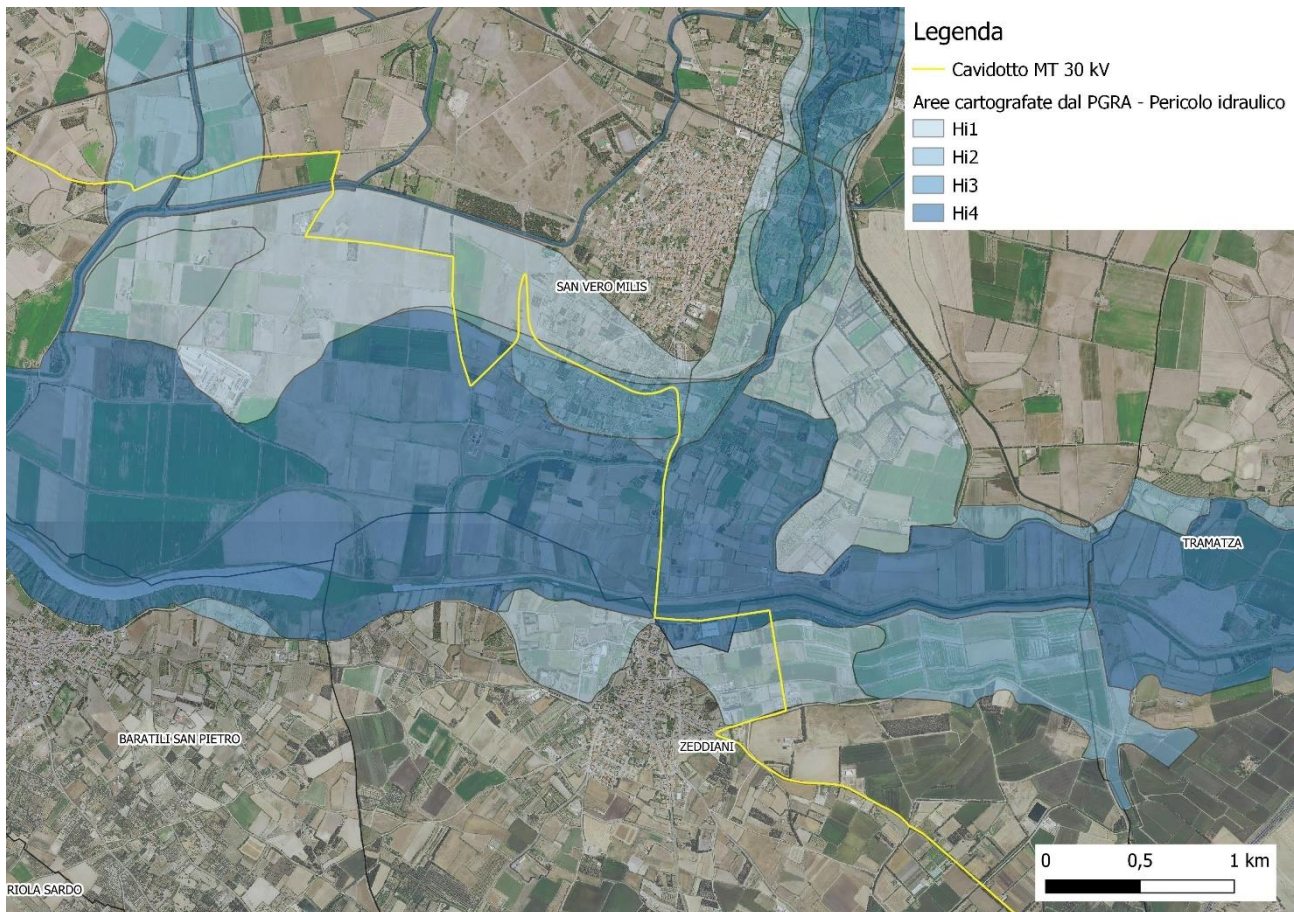 Legenda
Cavidotto MT 30 kV
Aree cartografate dal PGRA - Pericolo idraulico
Hi1
Hi2
Hi3
Hi4
SAN VERO MILIS
TRAMATZA
BARATILI SAN PIETRO
ZEDDIANI
RIOLA SARDO
0 0,5 1 km